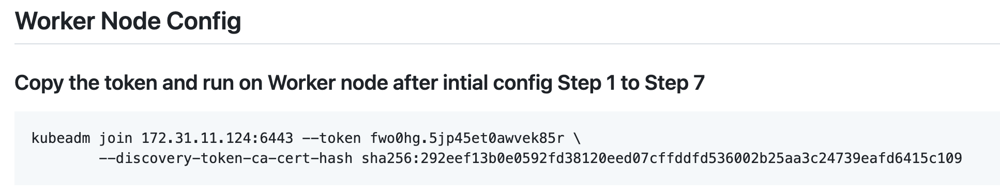 Worker Node Config
Copy the token and run on Worker node after intial config Step 1 to Step 7
kubeadm join 172.31.11.124:6443 --token fwo0hg.5jp45et0awvek85r \
--discovery-token-ca-cert-hash sha256:292eef13b0e0592fd38120eed07cffddfd536002b25aa3c24739eafd6415c109